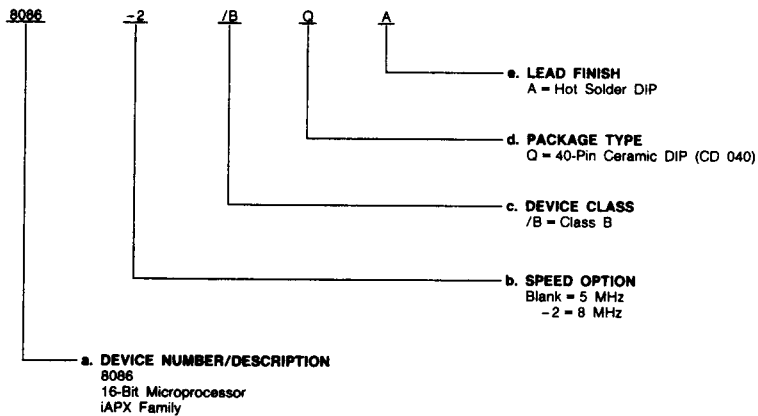 8086 -2 /B Q A
e. LEAD FINISH
A = Hot Solder DIP
d. PACKAGE TYPE
Q = 40-Pin Ceramic DIP (CD 040)
c. DEVICE CLASS
/B = Class B
b. SPEED OPTION
Blank = 5 MHz
-2 = 8 MHz
a. DEVICE NUMBER/DESCRIPTION
8086
16-Bit Microprocessor
iAPX Family